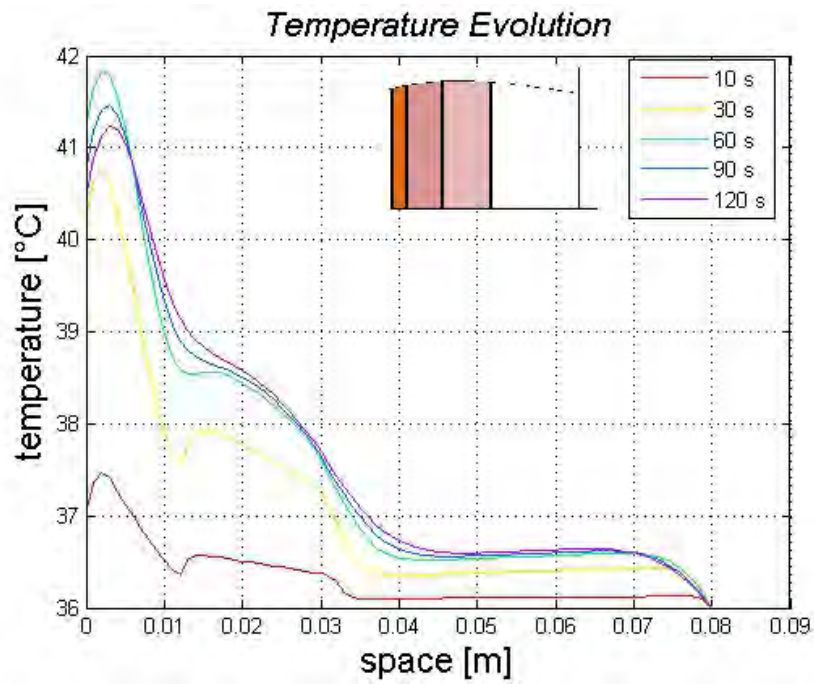 Temperature Evolution
42
41
40
39
38
37
36
temperature [°C]
0 0.01 0.02 0.03 0.04 0.05 0.06 0.07 0.08 0.09
space [m]
10 s
30 s
60 s
90 s
120 s